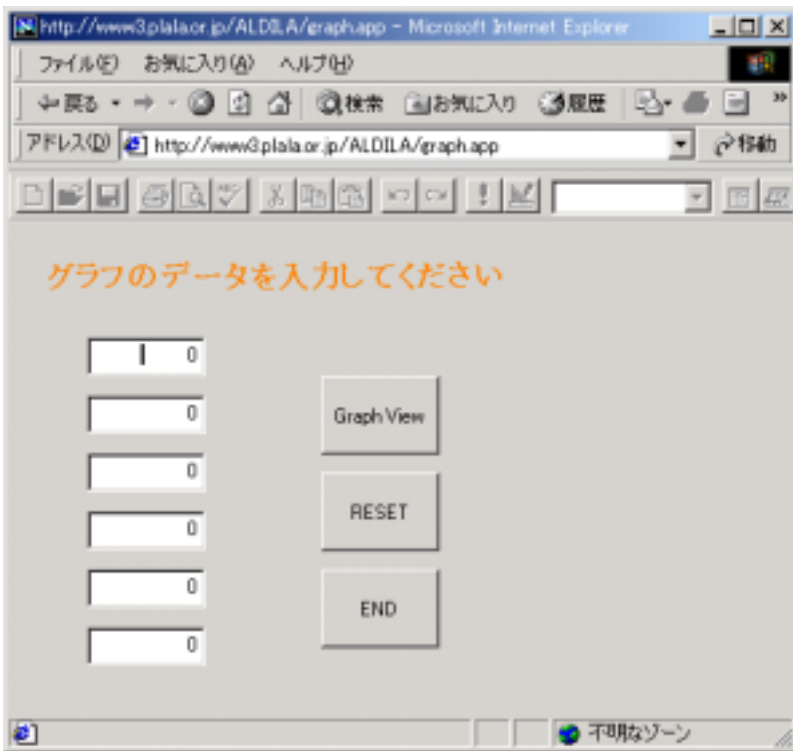 http://www3.plala.or.jp/ALDILA/graph.app - Microsoft Internet Explorer
ファイル(F) お気に入り(A) ヘルプ(H)
戻る 検索 お気に入り 履歴 »
アドレス(D) http://www3.plala.or.jp/ALDILA/graph.app 移動
グラフのデータを入力してください
0
0
Graph View
0
RESET
0
0
END
0
不明なゾーン